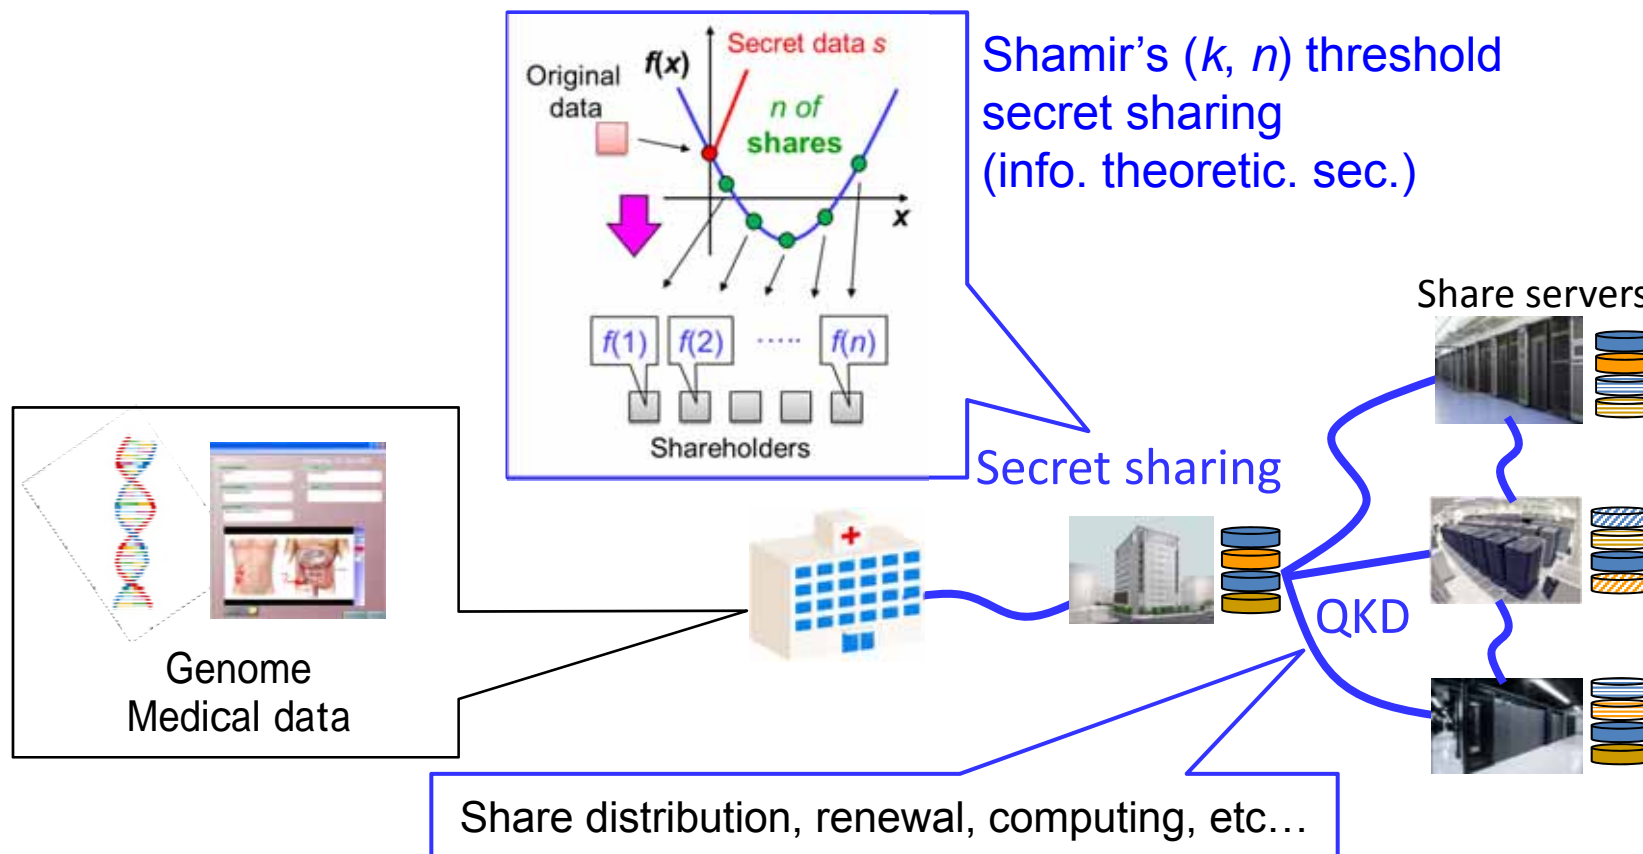 Secret data s
f(x)
Original
data
n of
shares
x
f(1)
f(2)
.....
f(n)
Shareholders
Shamir’s (k, n) threshold
secret sharing
(info. theoretic. sec.)
Share servers
Secret sharing
QKD
Genome
Medical data
Share distribution, renewal, computing, etc…